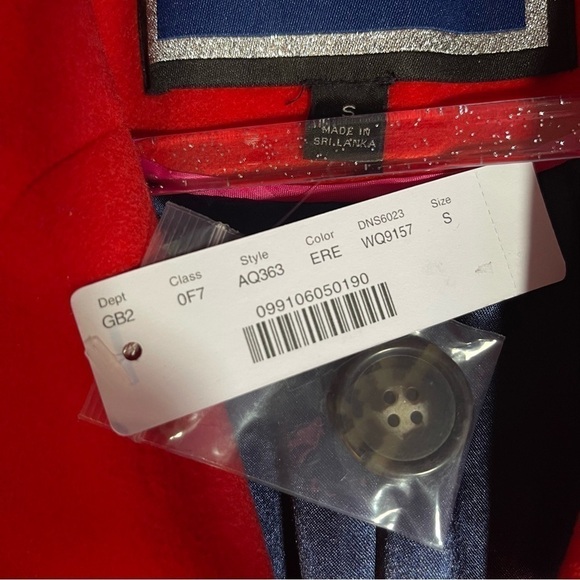 S
MADE IN
SRI LANKA
Dept Class Style Color DNS6023 Size
GB2 0F7 AQ363 ERE WQ9157 S
099106050190